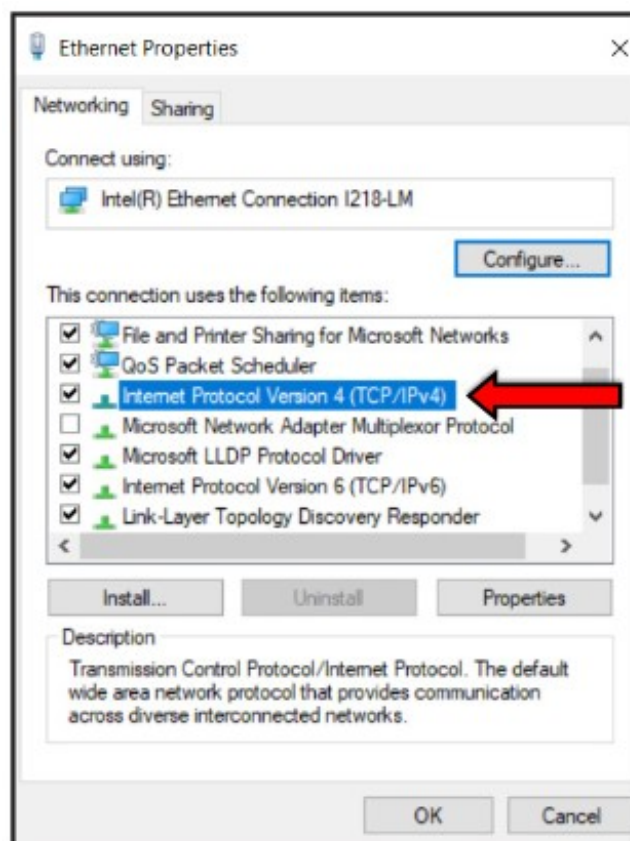 Ethernet Properties
Networking
Sharing
Connect using:
Intel(R) Ethernet Connection I218-LM
Configure...
This connection uses the following items:
File and Printer Sharing for Microsoft Networks
QoS Packet Scheduler
Internet Protocol Version 4 (TCP/IPv4)
Microsoft Network Adapter Multiplexor Protocol
Microsoft LLDP Protocol Driver
Internet Protocol Version 6 (TCP/IPv6)
Link-Layer Topology Discovery Responder
Install...
Uninstall
Properties
Description
Transmission Control Protocol/Internet Protocol. The default
wide area network protocol that provides communication
across diverse interconnected networks.
OK
Cancel